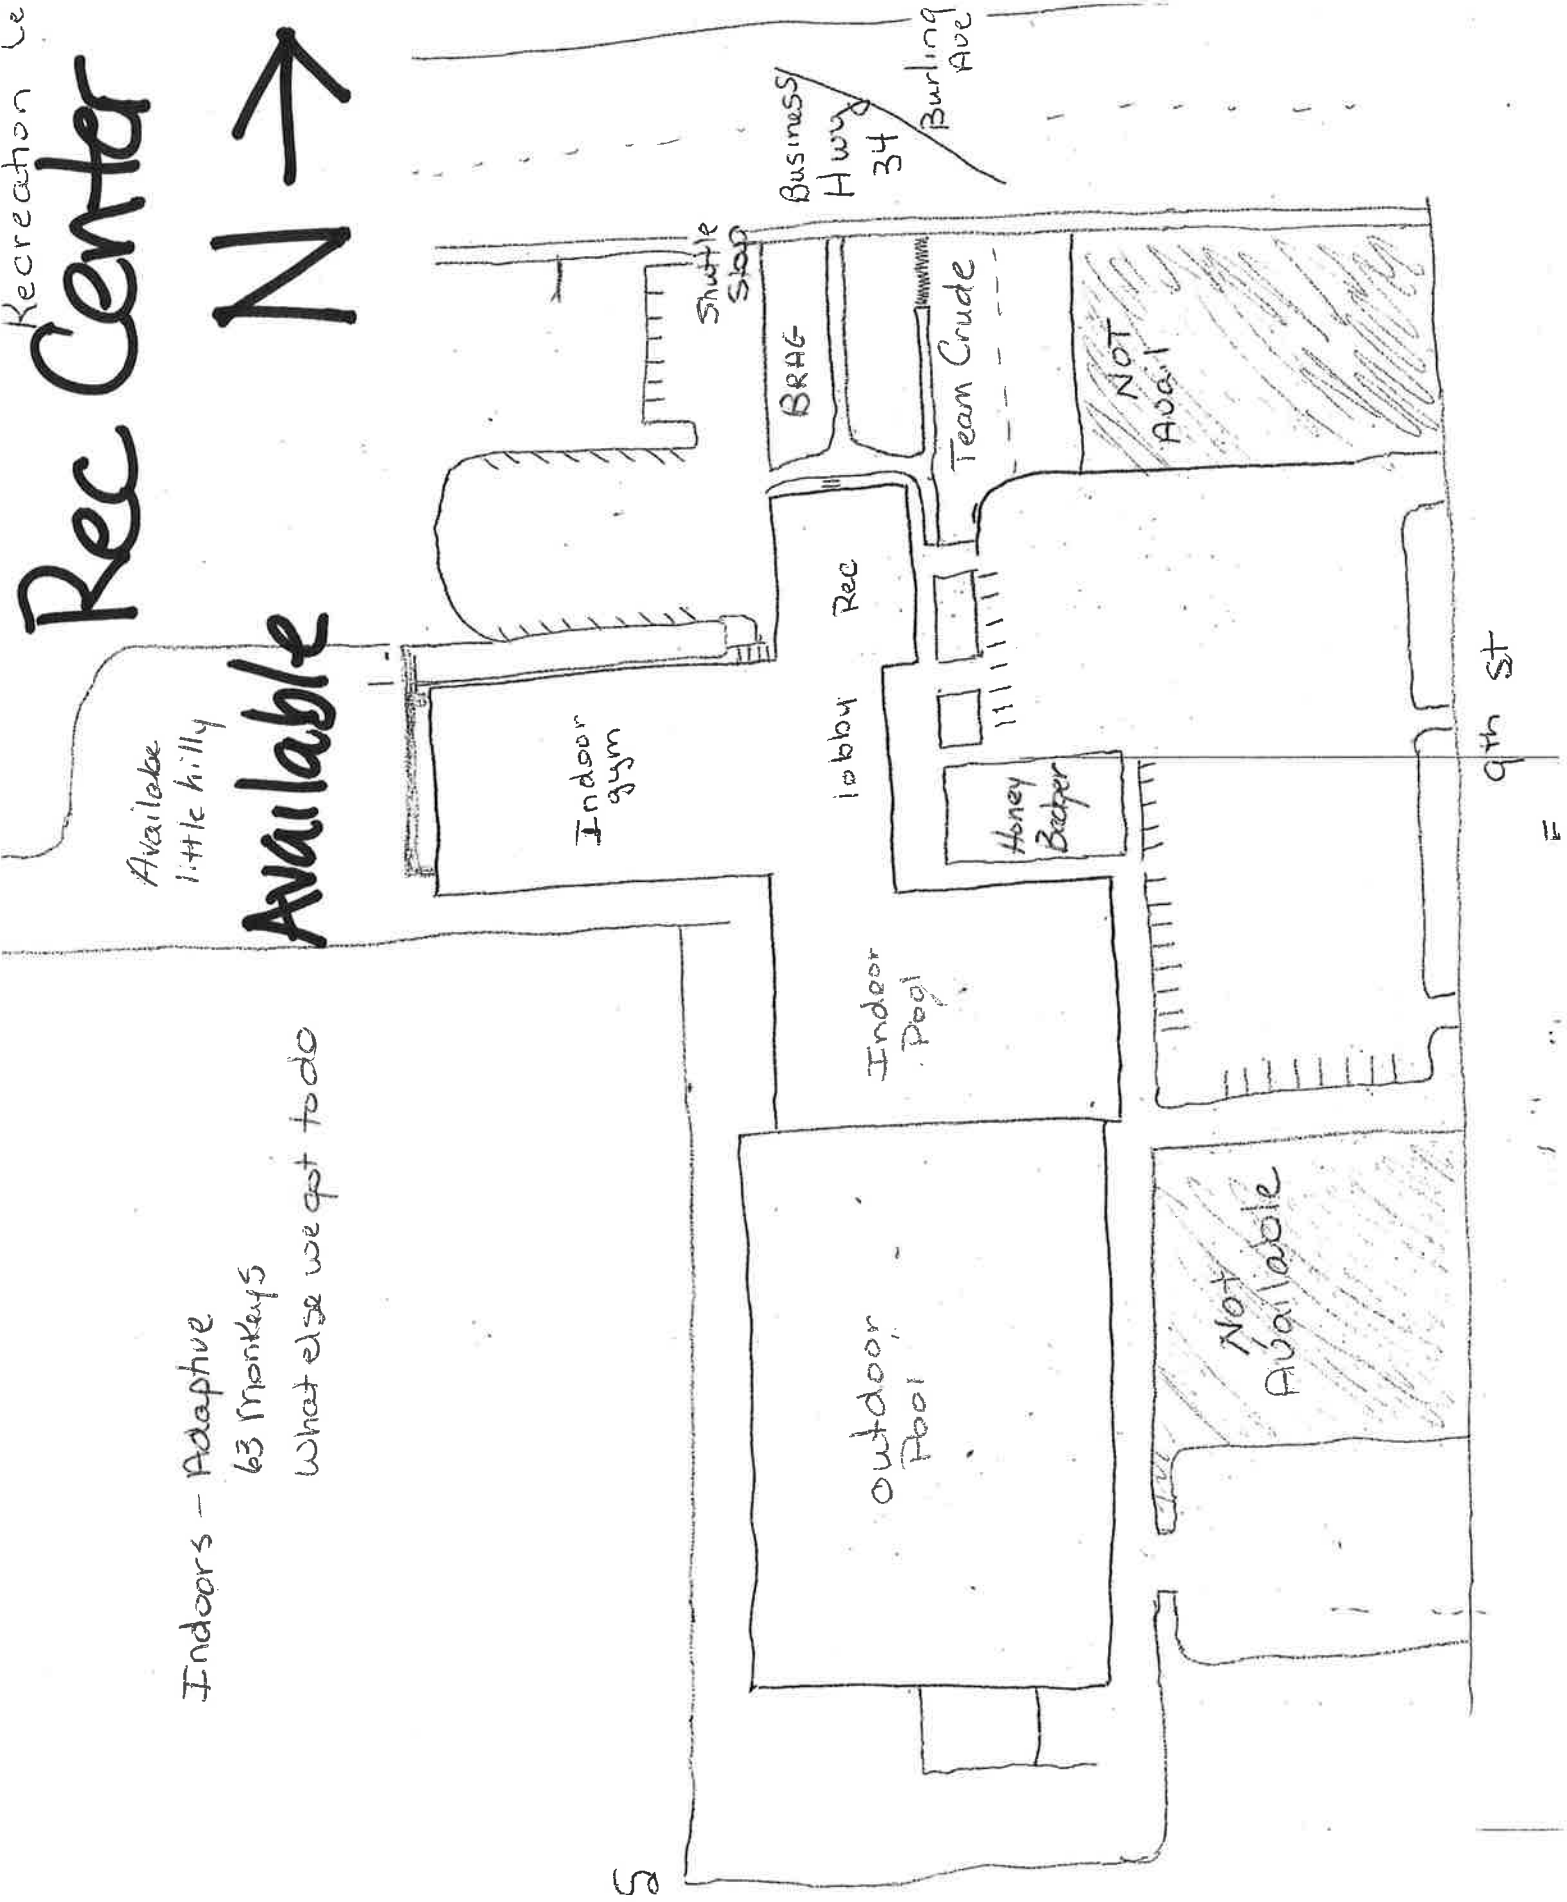 Recreation Ce
Rec Center
N
Available
little hilly
Available
Indoors - Adaptive
63 Monkeys
What else we got to do
Business
Hwy
34
Burling
Ave
Shuttle
Stop
BRAG
Team Crude
NOT
Avail
Indoor
gym
lobby
Rec
Honey
Badger
Indoor
Pool
outdoor
Pool
Not
Available
9th St
S